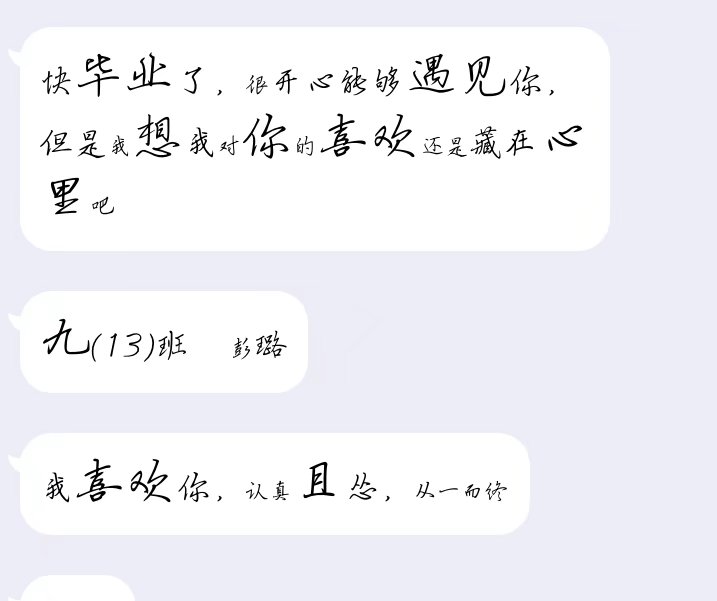 快毕业了，很开心能够遇见你，
但是我想我对你的喜欢还是藏在心
里吧
九(13)班 彭璐
我喜欢你，认真且怂，从一而终